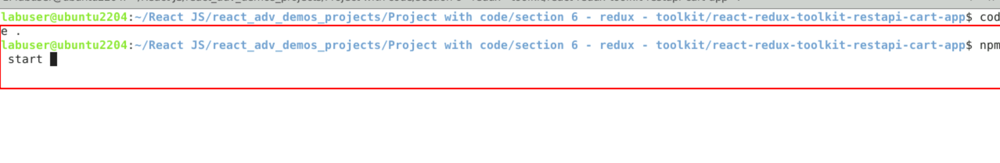 labuser@ubuntu2204:~/React JS/react_adv_demos_projects/Project with code/section 6 - redux - toolkit/react-redux-toolkit-restapi-cart-app$ cod
e .
labuser@ubuntu2204:~/React JS/react_adv_demos_projects/Project with code/section 6 - redux - toolkit/react-redux-toolkit-restapi-cart-app$ npm
start